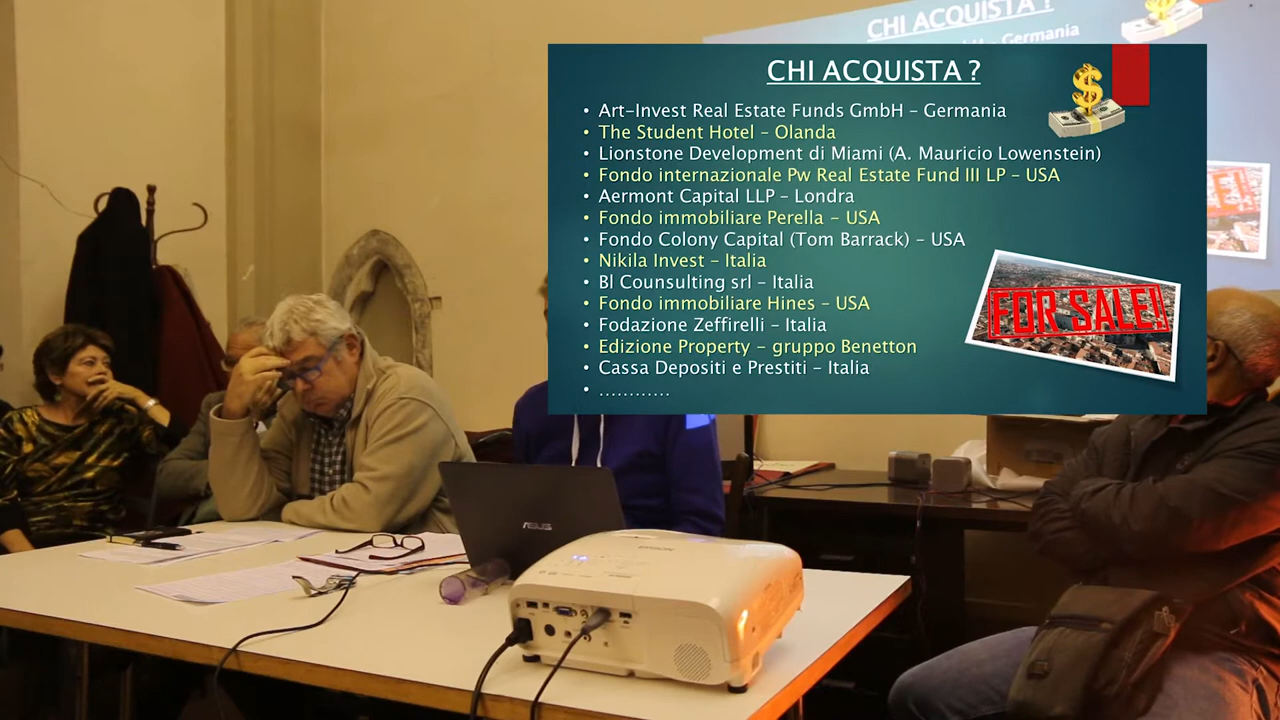 CHI ACQUISTA ?
Germania
CHI ACQUISTA ?
• Art-Invest Real Estate Funds GmbH – Germania
• The Student Hotel – Olanda
• Lionstone Development di Miami (A. Mauricio Lowenstein)
• Fondo internazionale Pw Real Estate Fund III LP – USA
• Aermont Capital LLP – Londra
• Fondo immobiliare Perella – USA
• Fondo Colony Capital (Tom Barrack) – USA
• Nikila Invest – Italia
• Bl Counsulting srl – Italia
• Fondo immobiliare Hines – USA
• Fodazione Zeffirelli – Italia
• Edizione Property – gruppo Benetton
• Cassa Depositi e Prestiti – Italia
• ............
FOR SALE!
ASUS
EPSON